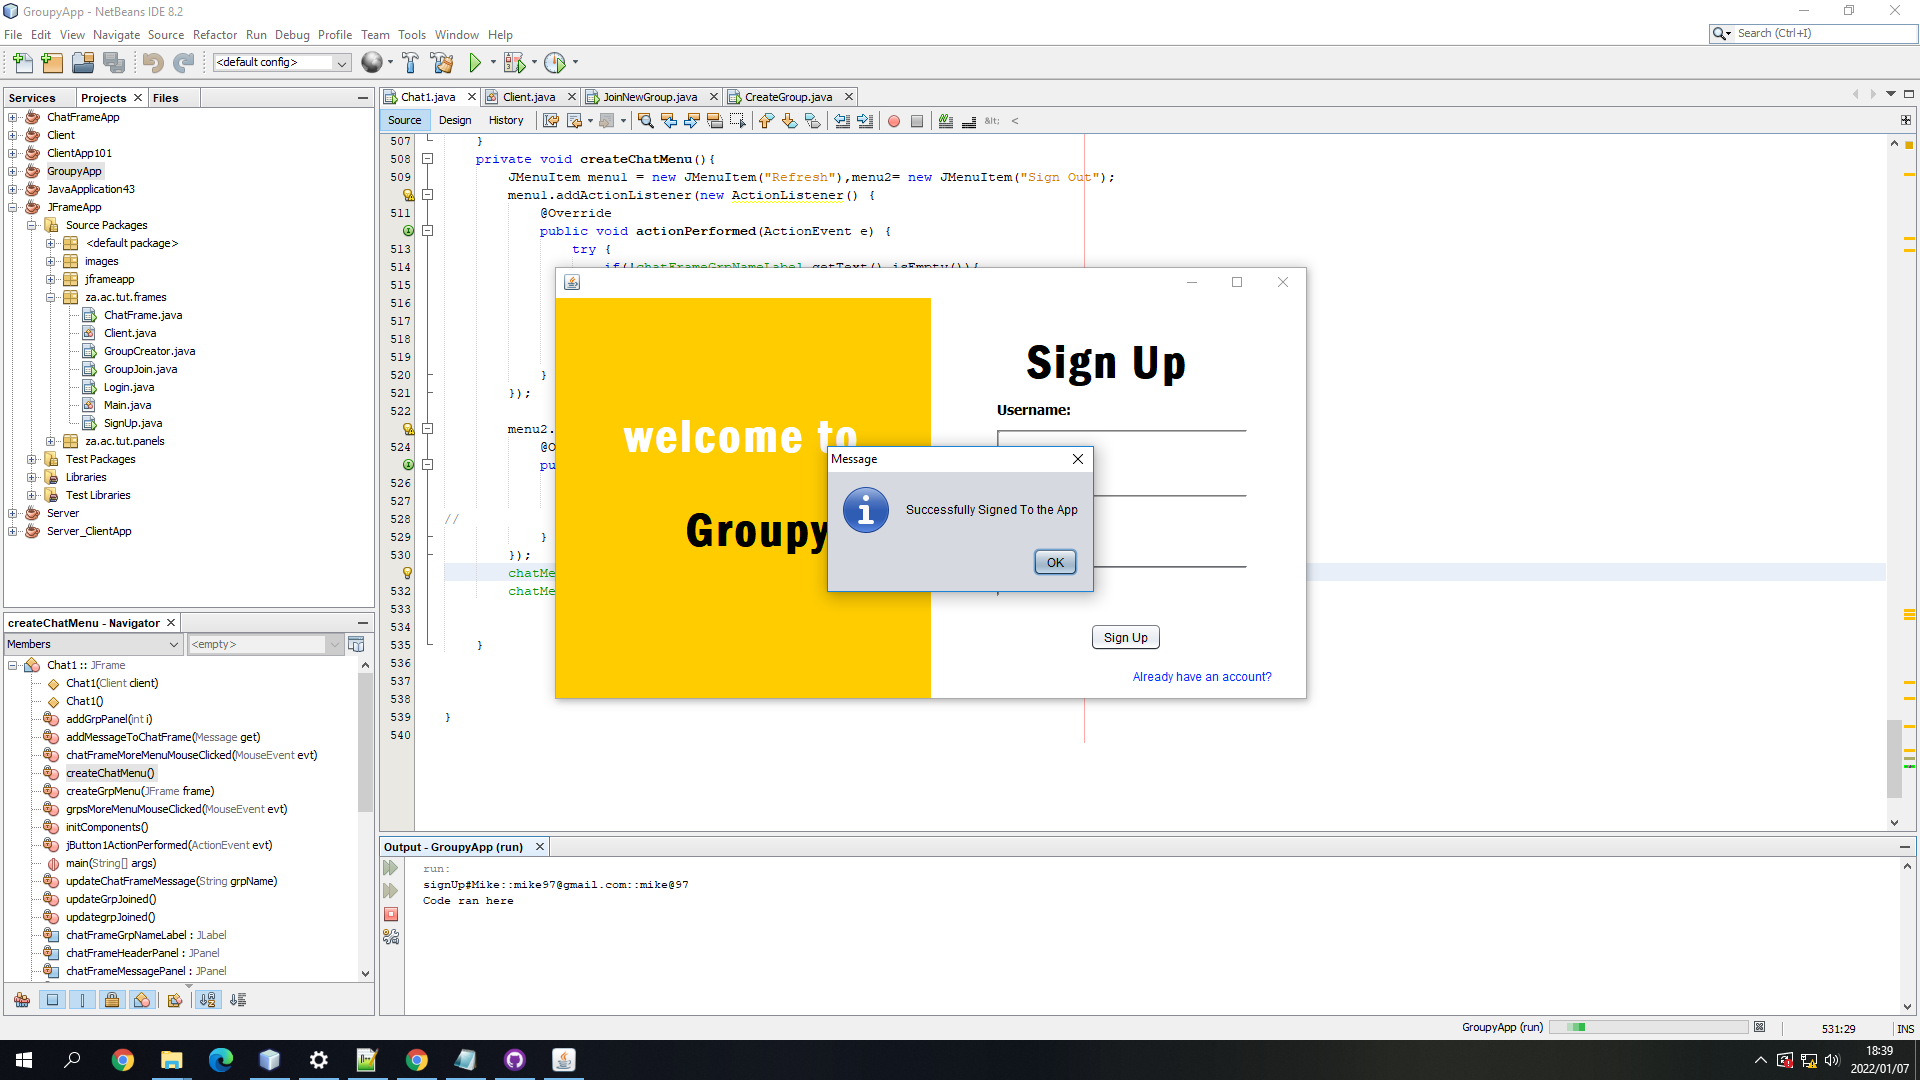 GroupyApp - NetBeans IDE 8.2
File Edit View Navigate Source Refactor Run Debug Profile Team Tools Window Help
Search (Ctrl+I)
<default config>
Services Projects Files
ChatFrameApp
Client
ClientApp101
GroupyApp
JavaApplication43
JFrameApp
Source Packages
<default package>
images
jframeapp
za.ac.tut.frames
ChatFrame.java
Client.java
GroupCreator.java
GroupJoin.java
Login.java
Main.java
SignUp.java
za.ac.tut.panels
Test Packages
Libraries
Test Libraries
Server
Server_ClientApp
Chat1.java Client.java JoinNewGroup.java CreateGroup.java
Source Design History
&lt; <
507 }
508 private void createChatMenu(){
509 JMenuItem menu1 = new JMenuItem("Refresh"),menu2= new JMenuItem("Sign Out");
menu1.addActionListener(new ActionListener() {
511 @Override
public void actionPerformed(ActionEvent e) {
513 try {
514 if(!chatFrameGrpNameLabel.getText().isEmpty()){
515
516
517
518
519
520 }
521 });
522
menu2.
524 @O
pu
526
527
528 //
529 }
530 });
chatMe
532 chatMe
533
534
535 }
536
537
538
539 }
540
welcome to
Groupy
Sign Up
Username:
Message
Successfully Signed To the App
OK
Sign Up
Already have an account?
createChatMenu - Navigator
Members <empty>
Chat1 :: JFrame
Chat1(Client client)
Chat1()
addGrpPanel(int i)
addMessageToChatFrame(Message get)
chatFrameMoreMenuMouseClicked(MouseEvent evt)
createChatMenu()
createGrpMenu(JFrame frame)
grpsMoreMenuMouseClicked(MouseEvent evt)
initComponents()
jButton1ActionPerformed(ActionEvent evt)
main(String[] args)
updateChatFrameMessage(String grpName)
updateGrpJoined()
updategrpJoined()
chatFrameGrpNameLabel : JLabel
chatFrameHeaderPanel : JPanel
chatFrameMessagePanel : JPanel
Output - GroupyApp (run)
run:
signUp#Mike::mike97@gmail.com::mike@97
Code ran here
GroupyApp (run) 531:29 INS
18:39
2022/01/07